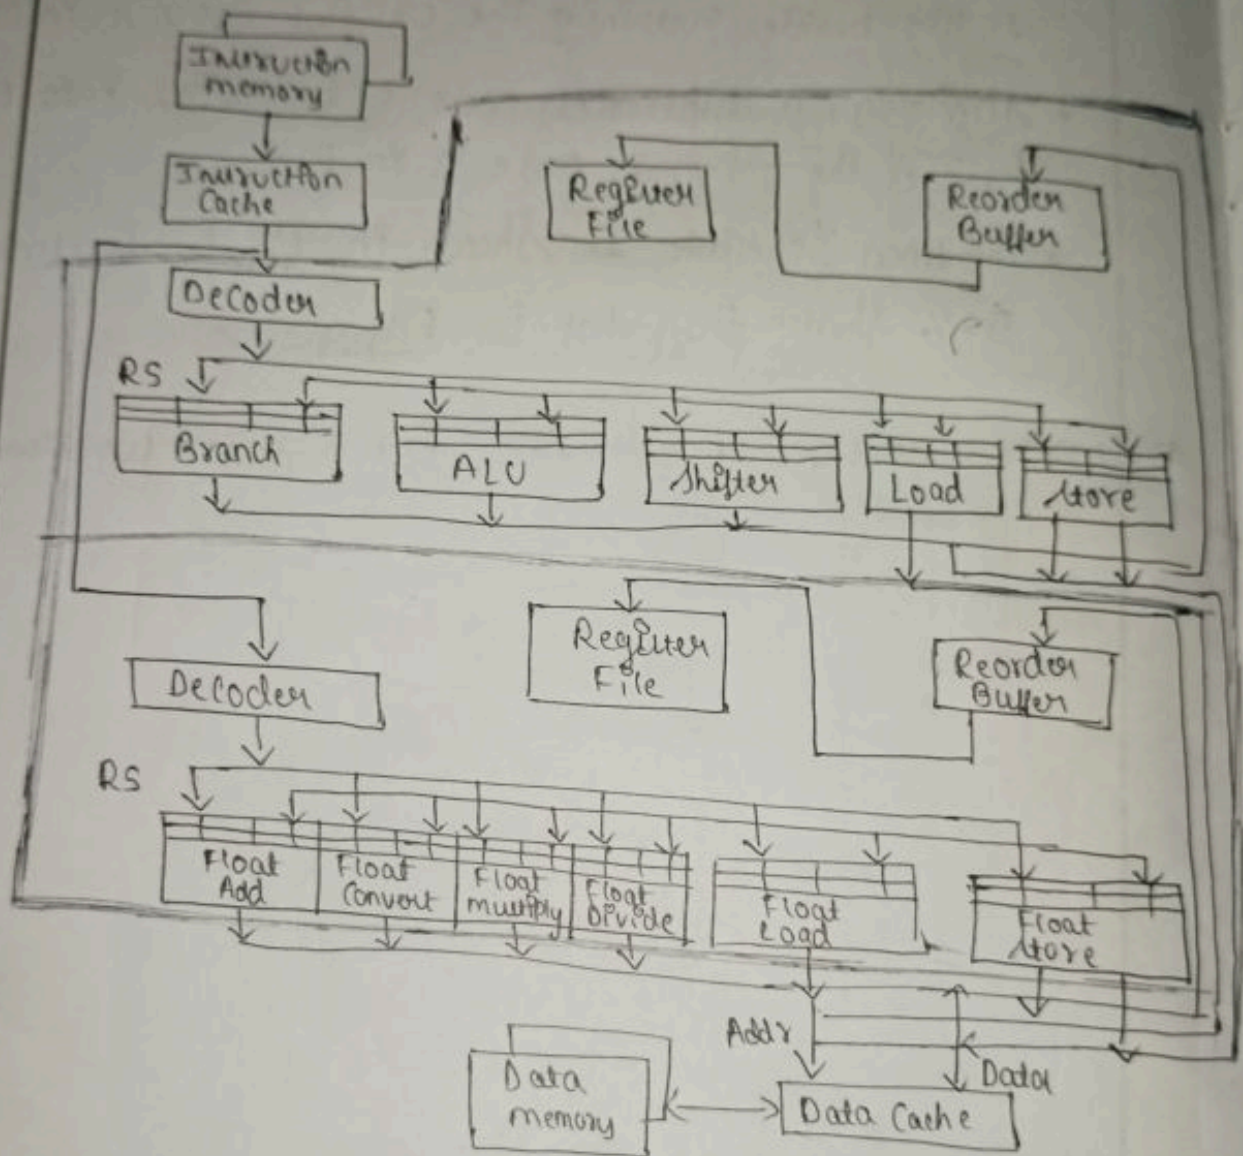 Instruction
memory
Instruction
Cache
Register
File
Reorder
Buffer
Decoder
RS
Branch
ALU
Shifter
Load
Store
Decoder
Register
File
Reorder
Buffer
RS
Float
Add
Float
Convert
Float
multiply
Float
Divide
Float
Load
Float
Store
Addr
Data
Data
memory
Data Cache